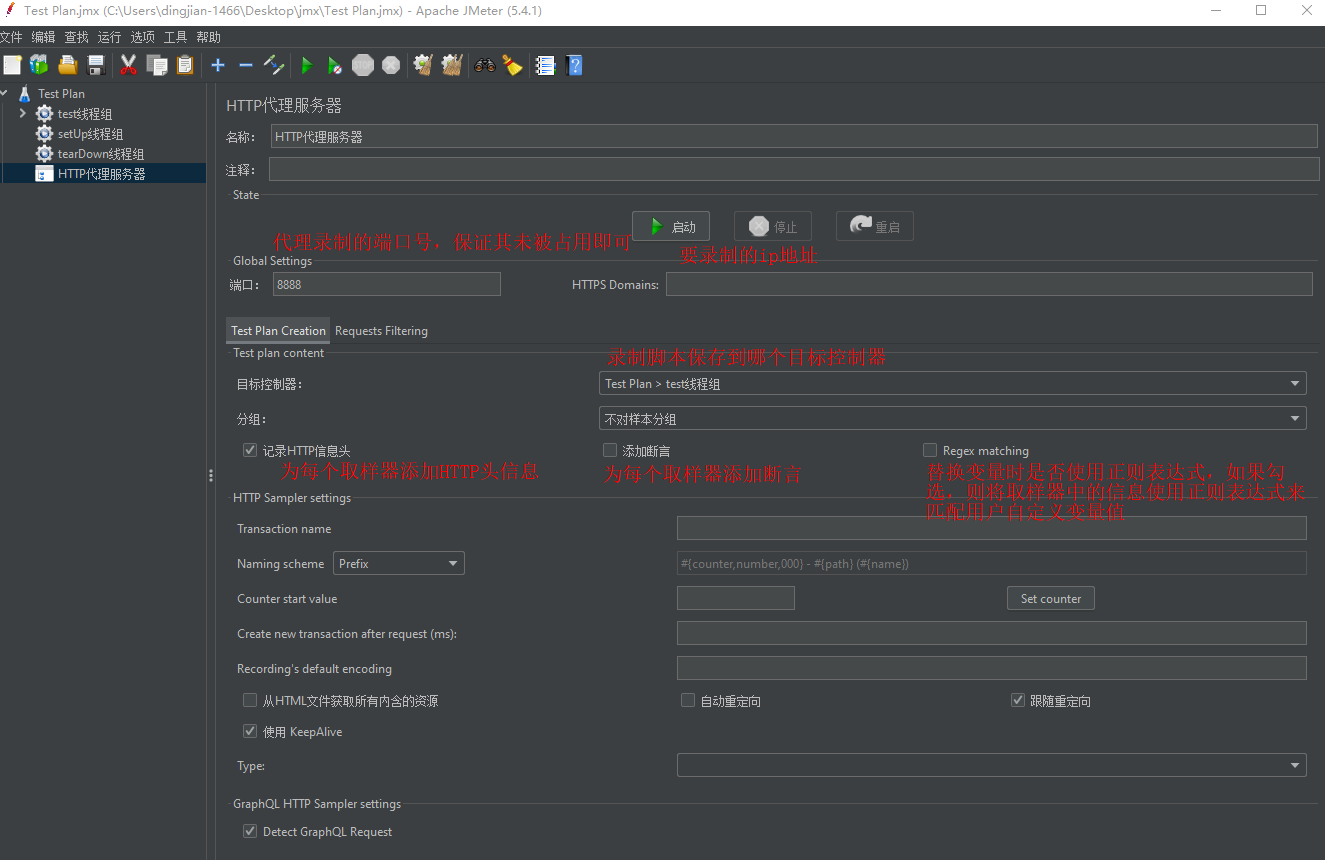 Test Plan.jmx (C:\Users\dingjian-1466\Desktop\jmx\Test Plan.jmx) - Apache JMeter (5.4.1)
文件 编辑 查找 运行 选项 工具 帮助
Test Plan
test线程组
setUp线程组
tearDown线程组
HTTP代理服务器
HTTP代理服务器
名称： HTTP代理服务器
注释：
State
启动 停止 重启
代理录制的端口号，保证其未被占用即可
要录制的ip地址
Global Settings
端口： 8888 HTTPS Domains:
Test Plan Creation Requests Filtering
Test plan content
录制脚本保存到哪个目标控制器
目标控制器： Test Plan > test线程组
分组： 不对样本分组
记录HTTP信息头 添加断言 Regex matching
为每个取样器添加HTTP头信息
为每个取样器添加断言
替换变量时是否使用正则表达式，如果勾
选，则将取样器中的信息使用正则表达式来
匹配用户自定义变量值
HTTP Sampler settings
Transaction name
Naming scheme Prefix #{counter,number,000} - #{path} (#{name})
Counter start value Set counter
Create new transaction after request (ms):
Recording's default encoding
从HTML文件获取所有内含的资源 自动重定向 跟随重定向
使用 KeepAlive
Type:
GraphQL HTTP Sampler settings
Detect GraphQL Request